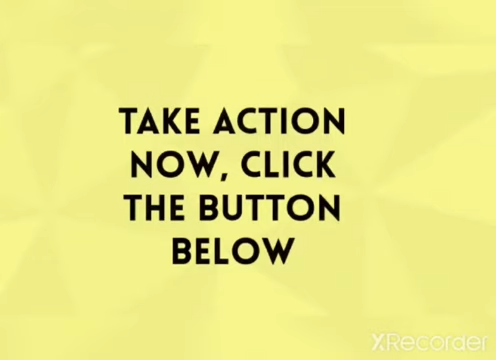 TAKE ACTION
NOW, CLICK
THE BUTTON
BELOW
XRecorder